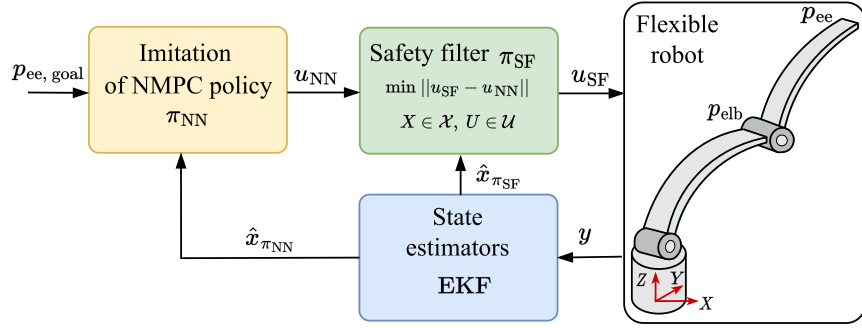 p_ee, goal
Imitation
of NMPC policy
π_NN
u_NN
Safety filter π_SF
min ||u_SF − u_NN||
X ∈ 𝒳, U ∈ 𝒰
u_SF
Flexible
robot
p_ee
p_elb
x̂_π_NN
x̂_π_SF
State
estimators
EKF
y
Z
Y
X